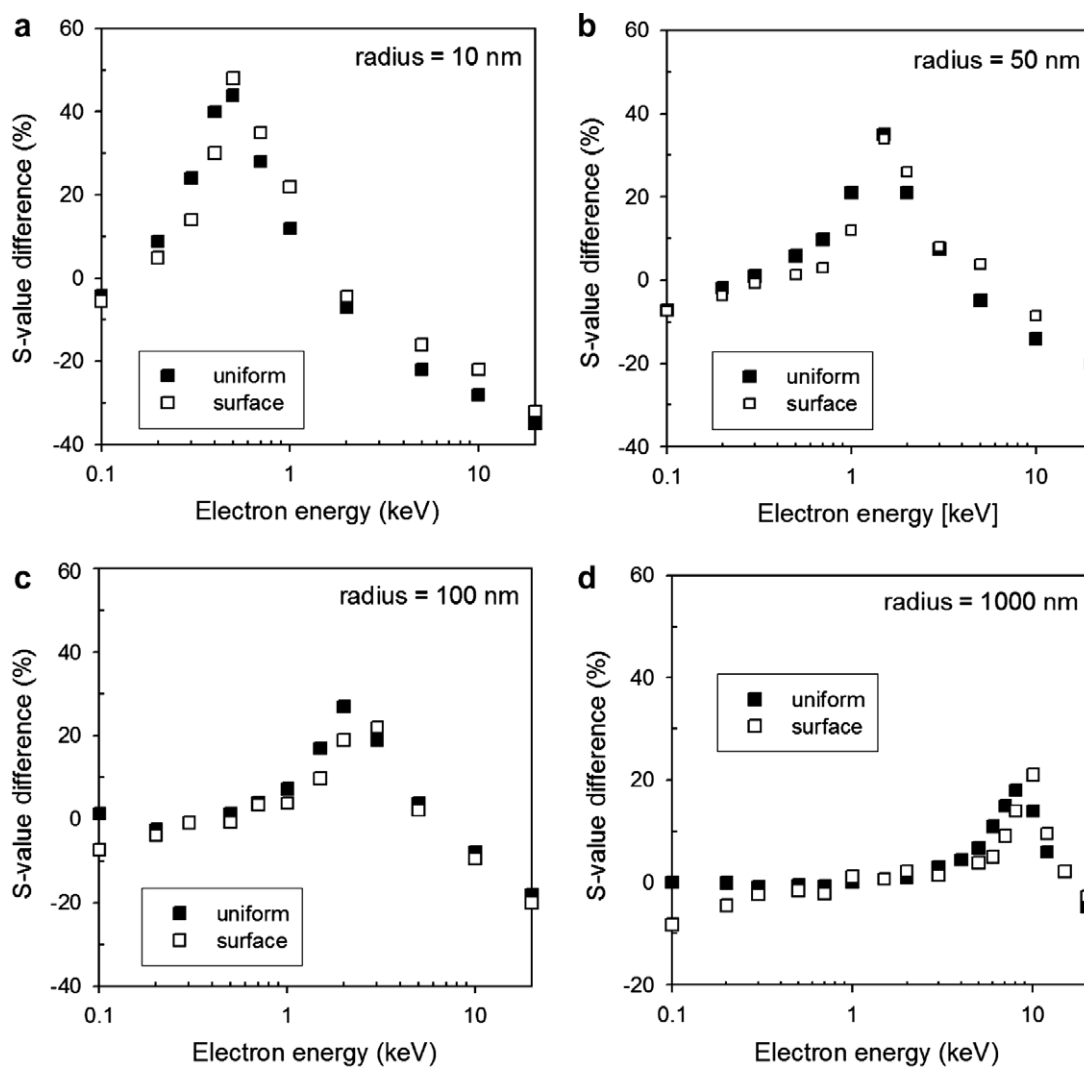 a
radius = 10 nm
S-value difference (%)
60
40
20
0
-20
-40
uniform
surface
0.1
1
10
Electron energy (keV)
b
radius = 50 nm
S-value difference (%)
60
40
20
0
-20
-40
uniform
surface
0.1
1
10
Electron energy [keV]
c
radius = 100 nm
S-value difference (%)
60
40
20
0
-20
-40
uniform
surface
0.1
1
10
Electron energy (keV)
d
radius = 1000 nm
S-value difference (%)
60
40
20
0
-20
uniform
surface
0.1
1
10
Electron energy (keV)